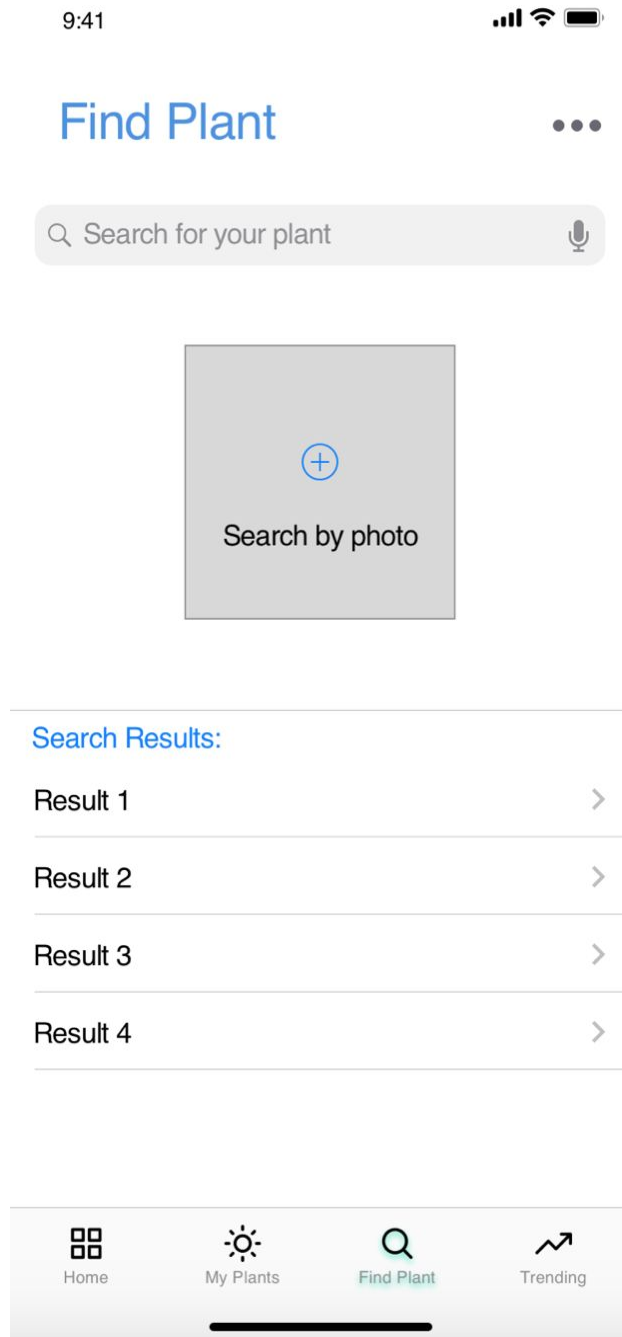 9:41
Find Plant
Search for your plant
Search by photo
Search Results:
Result 1
Result 2
Result 3
Result 4
Home My Plants Find Plant Trending